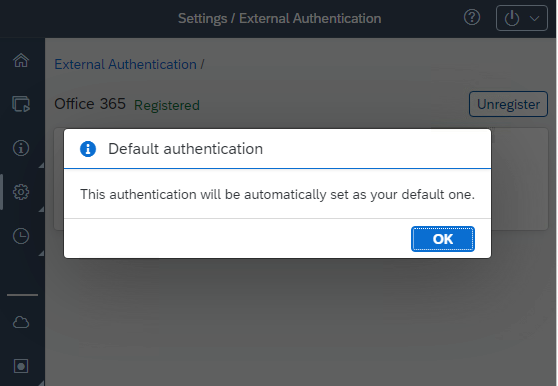 Settings / External Authentication
External Authentication /
Office 365 Registered
Unregister
Default authentication
This authentication will be automatically set as your default one.
OK